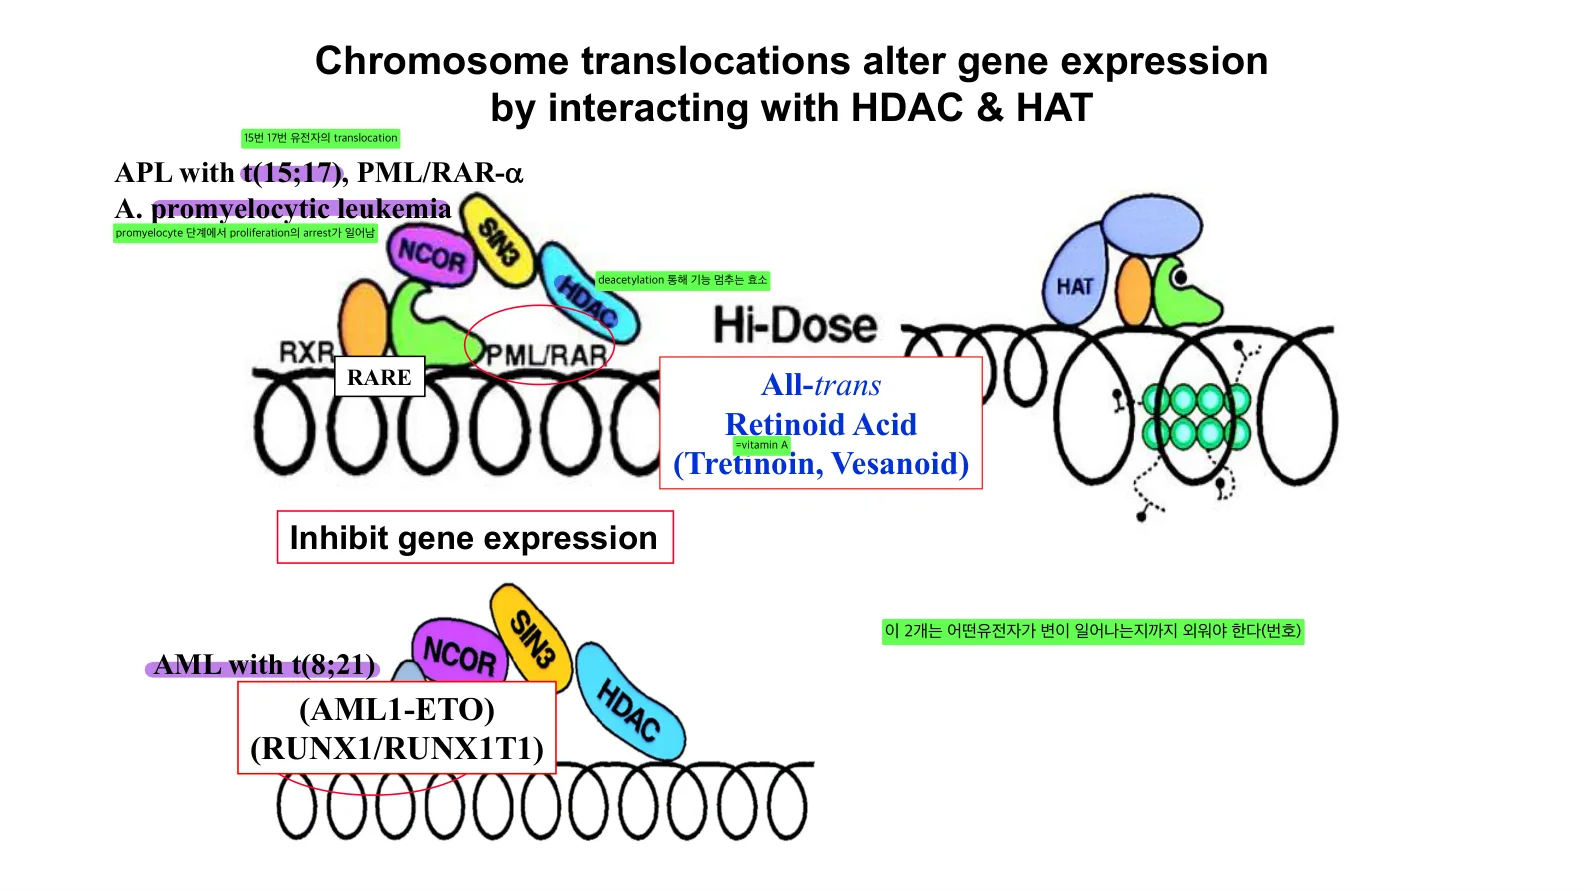 Chromosome translocations alter gene expression
by interacting with HDAC & HAT
15번 17번 유전자의 translocation
APL with t(15;17), PML/RAR-α
A. promyelocytic leukemia
promyelocyte 단계에서 proliferation의 arrest가 일어남
NCOR
SIN3
HDAC
deacetylation 통해 기능 멈추는 효소
RXR
PML/RAR
RARE
Hi-Dose
All-trans
Retinoid Acid
=vitamin A
(Tretinoin, Vesanoid)
HAT
Inhibit gene expression
이 2개는 어떤유전자가 변이 일어나는지까지 외워야 한다(번호)
AML with t(8;21)
NCOR
SIN3
HDAC
(AML1-ETO)
(RUNX1/RUNX1T1)